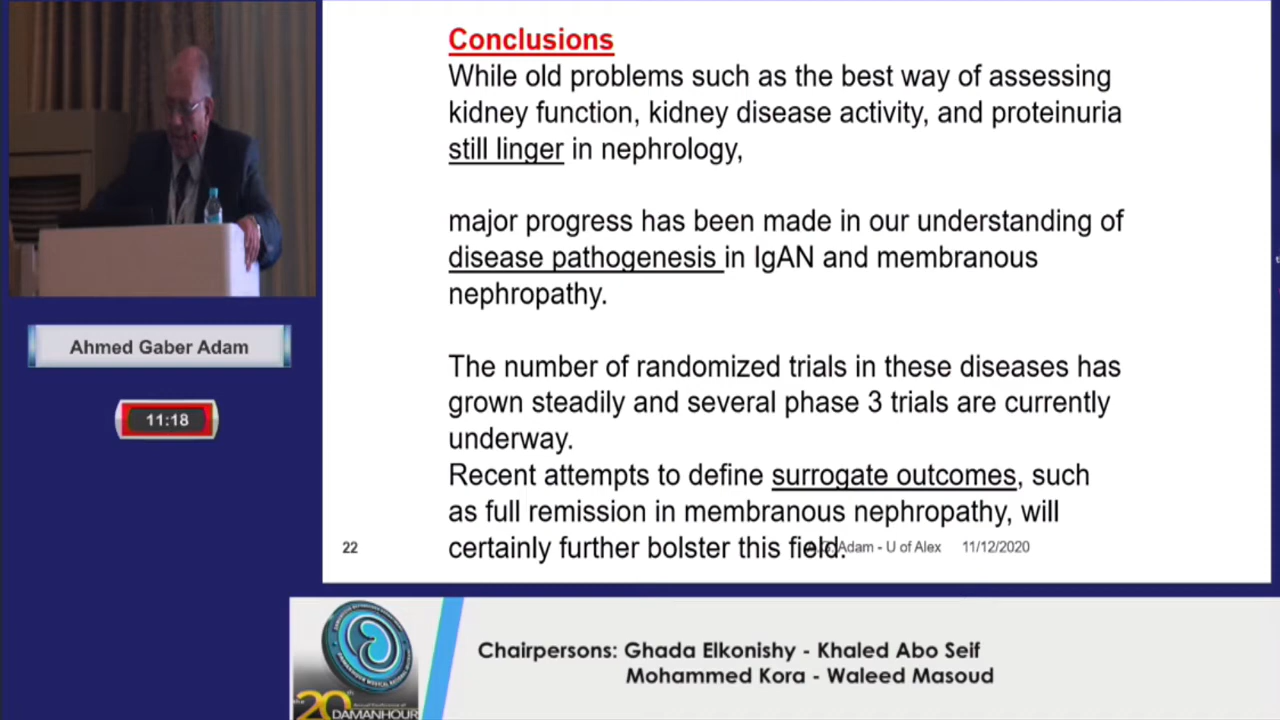 Conclusions
While old problems such as the best way of assessing
kidney function, kidney disease activity, and proteinuria
still linger in nephrology,
major progress has been made in our understanding of
disease pathogenesis in IgAN and membranous
nephropathy.
The number of randomized trials in these diseases has
grown steadily and several phase 3 trials are currently
underway.
Recent attempts to define surrogate outcomes, such
as full remission in membranous nephropathy, will
certainly further bolster this field.
22
Adam - U of Alex
11/12/2020
Ahmed Gaber Adam
11:18
Chairpersons: Ghada Elkonishy - Khaled Abo Seif
Mohammed Kora - Waleed Masoud
the 20th
DAMANHOUR